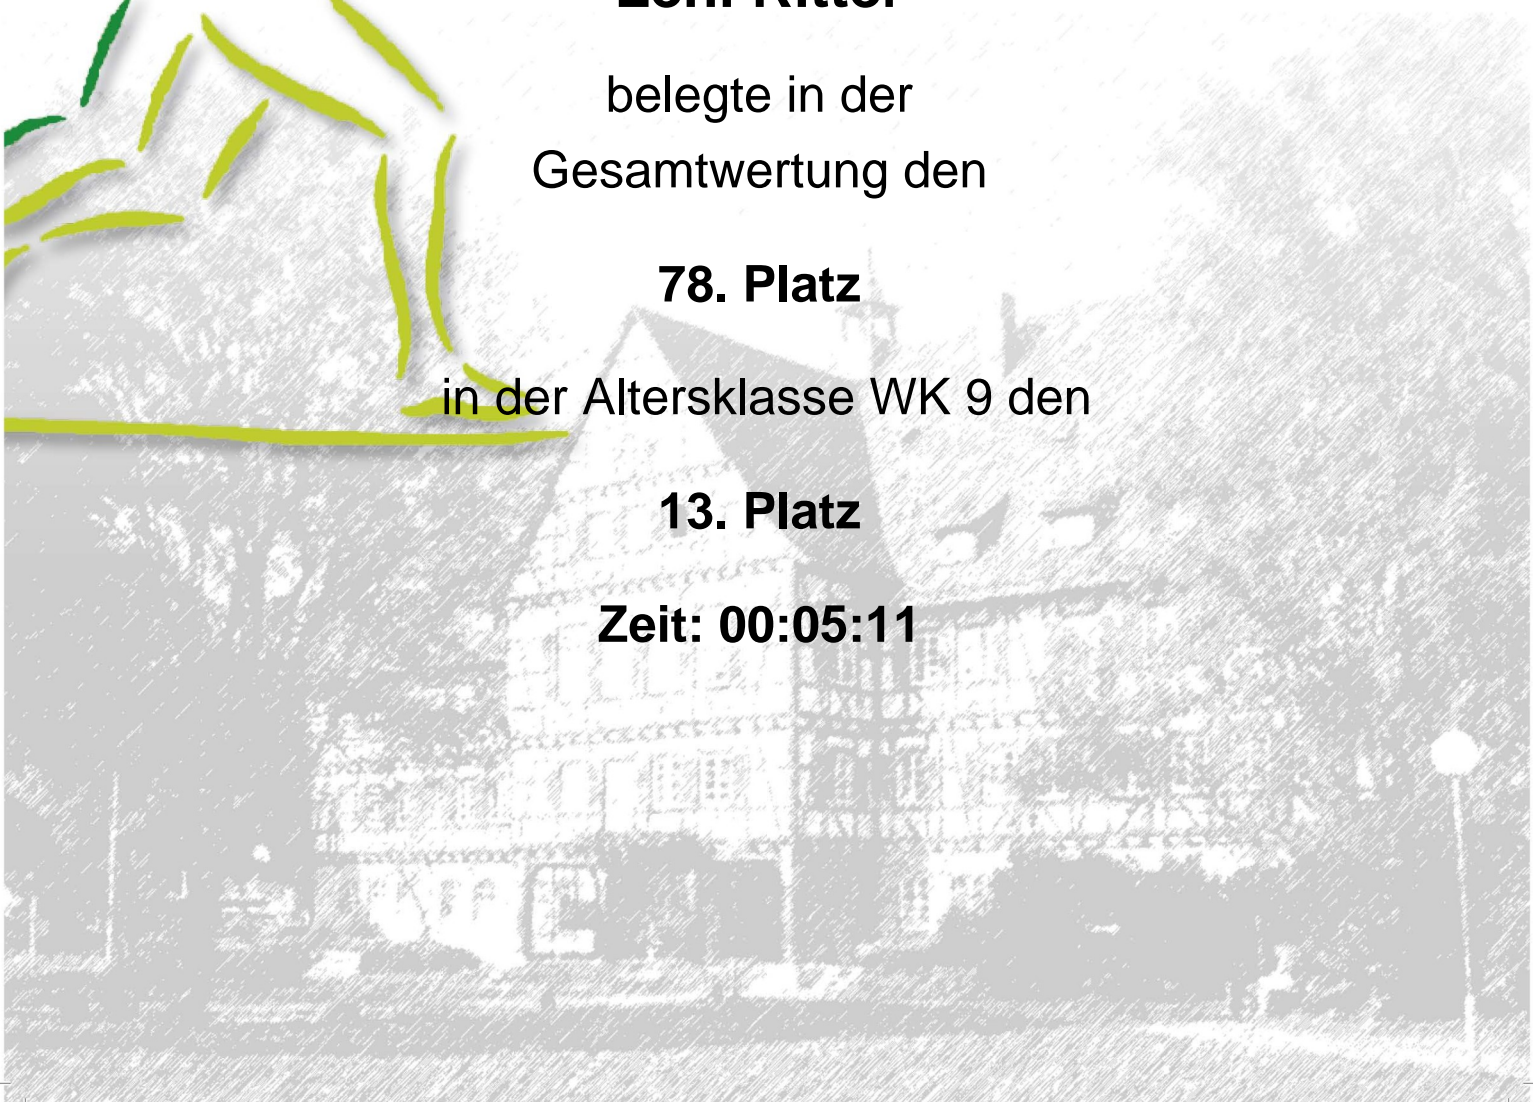 Ritter
belegte in der
Gesamtwertung den
78. Platz
in der Altersklasse WK 9 den
13. Platz
Zeit: 00:05:11